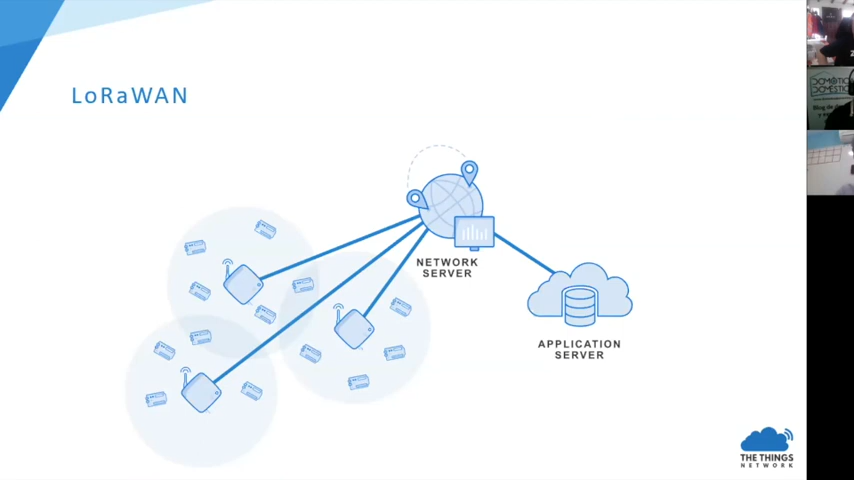 LoRaWAN
NETWORK
SERVER
APPLICATION
SERVER
THE THINGS
NETWORK